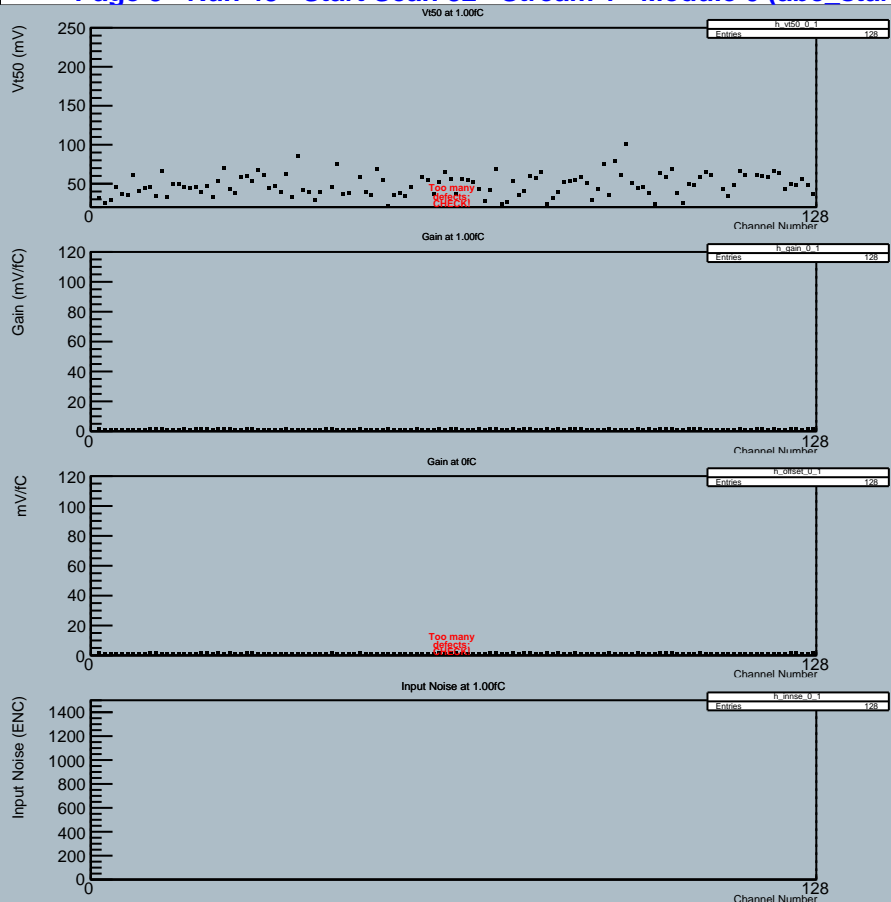 Vt50 at 1.00fC
h_vt50_0_1
Entries 128
Vt50 (mV)
250
200
150
100
50
Too many
defects;
CHECK!
0
128
Channel Number
Gain at 1.00fC
h_gain_0_1
Entries 128
Gain (mV/fC)
120
100
80
60
40
20
0
0
128
Channel Number
Gain at 0fC
h_offset_0_1
Entries 128
mV/fC
120
100
80
60
40
20
Too many
defects;
CHECK!
0
0
128
Channel Number
Input Noise at 1.00fC
h_innse_0_1
Entries 128
Input Noise (ENC)
1400
1200
1000
800
600
400
200
0
0
128
Channel Number